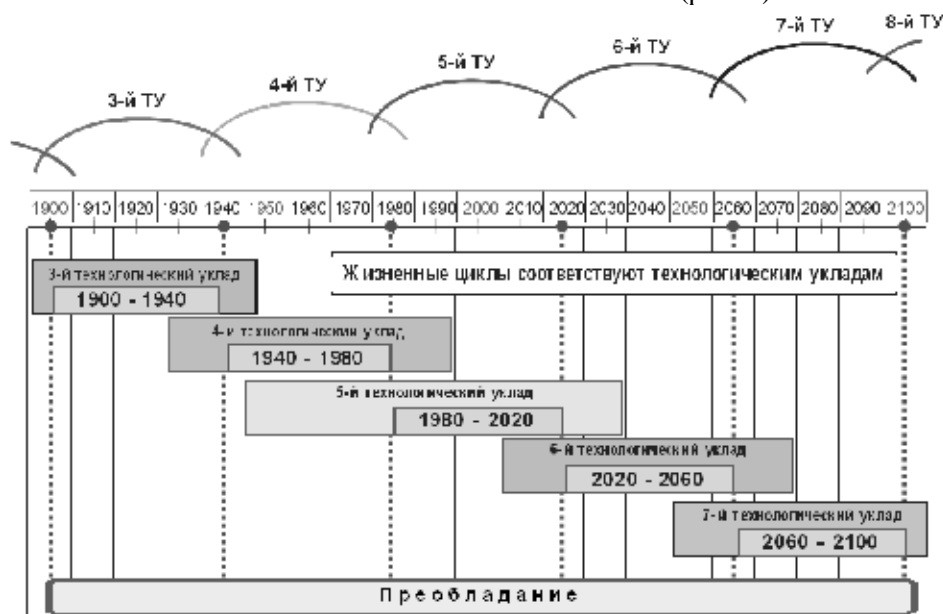 8-й ТУ
7-й ТУ
6-й ТУ
5-й ТУ
4-й ТУ
3-й ТУ
1900 1910 1920 1930 1940 1950 1960 1970 1980 1990 2000 2010 2020 2030 2040 2050 2060 2070 2080 2090 2100
3-й технологический уклад
Жизненные циклы соответствуют технологическим укладам
1900 - 1940
4-й технологический уклад
1940 - 1980
5-й технологический уклад
1980 - 2020
6-й технологический уклад
2020 - 2060
7-й технологический уклад
2060 - 2100
Преобладание